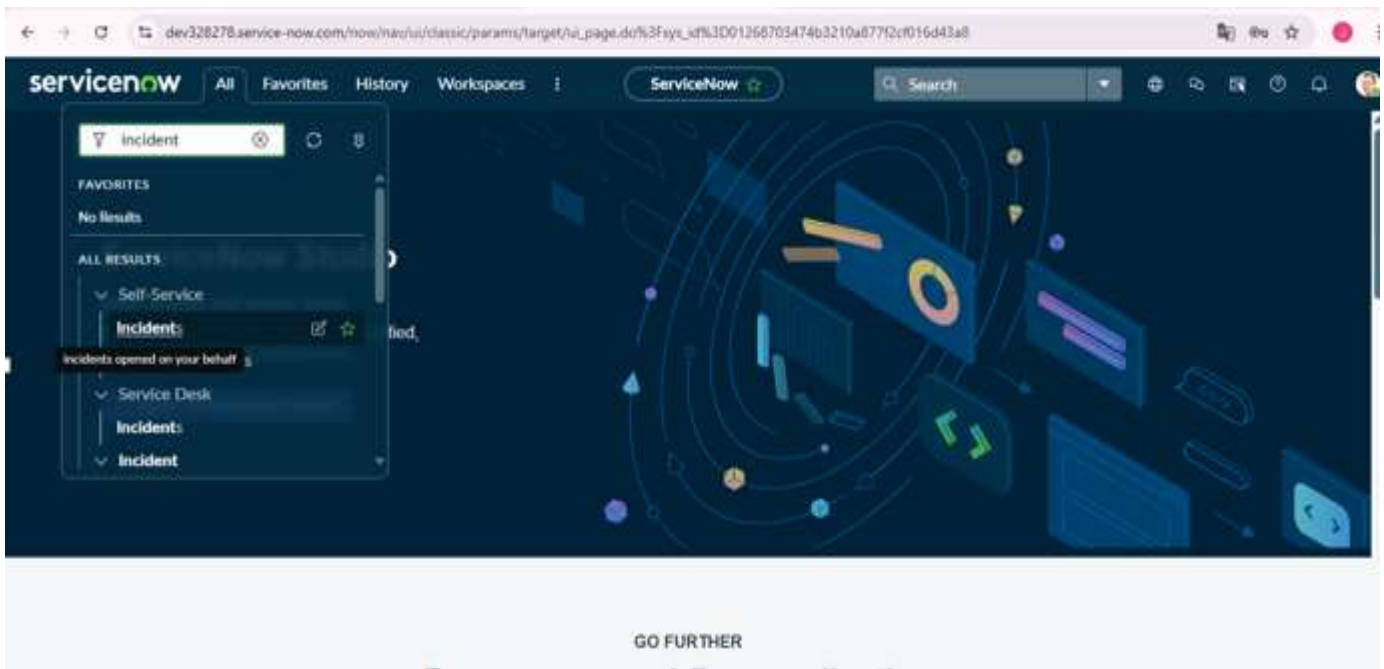 dev328278.service-now.com/now/nav/ui/classic/params/target/ui_page.do%3Fsys_id%3D01268703474b3210a877f2cf016d43a8
servicenow All Favorites History Workspaces ServiceNow Search
incident
FAVORITES
No Results
ALL RESULTS
Self-Service
Incidents
fied,
Incidents opened on your behalf
Service Desk
Incidents
Incident
GO FURTHER